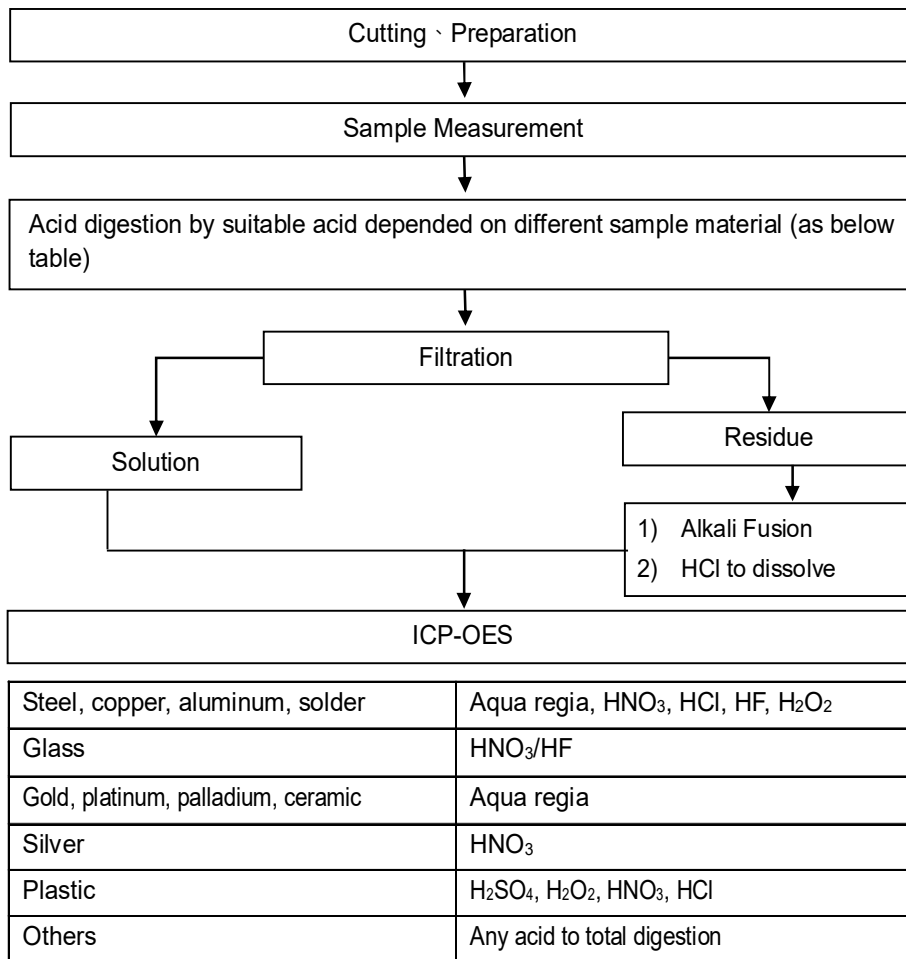 Cutting、Preparation
Sample Measurement
Acid digestion by suitable acid depended on different sample material (as below
table)
Filtration
Solution
Residue
1) Alkali Fusion
2) HCl to dissolve
ICP-OES
Steel, copper, aluminum, solder Aqua regia, HNO₃, HCl, HF, H₂O₂
Glass HNO₃/HF
Gold, platinum, palladium, ceramic Aqua regia
Silver HNO₃
Plastic H₂SO₄, H₂O₂, HNO₃, HCl
Others Any acid to total digestion